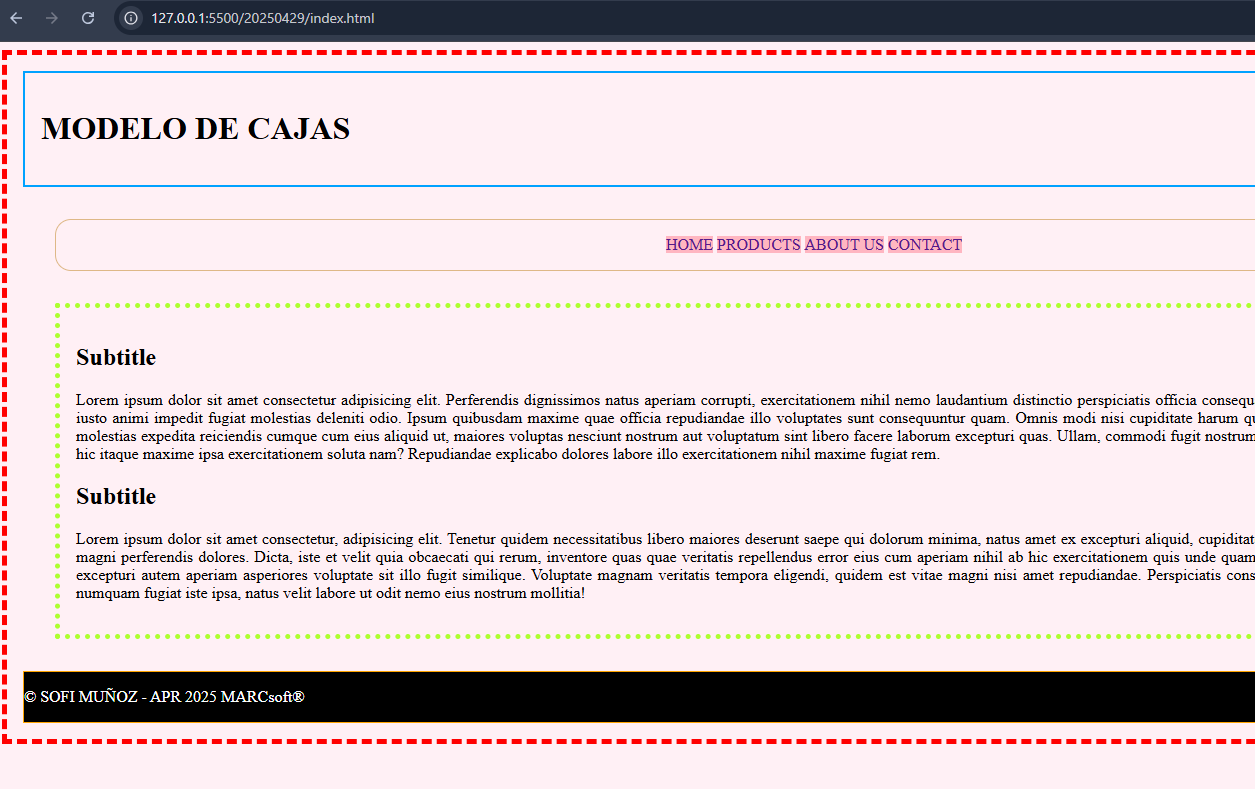 127.0.0.1:5500/20250429/index.html
MODELO DE CAJAS
HOME PRODUCTS ABOUT US CONTACT
Subtitle
Lorem ipsum dolor sit amet consectetur adipisicing elit. Perferendis dignissimos natus aperiam corrupti, exercitationem nihil nemo laudantium distinctio perspiciatis officia consequ
iusto animi impedit fugiat molestias deleniti odio. Ipsum quibusdam maxime quae officia repudiandae illo voluptates sunt consequuntur quam. Omnis modi nisi cupiditate harum qu
molestias expedita reiciendis cumque cum eius aliquid ut, maiores voluptas nesciunt nostrum aut voluptatum sint libero facere laborum excepturi quas. Ullam, commodi fugit nostrum
hic itaque maxime ipsa exercitationem soluta nam? Repudiandae explicabo dolores labore illo exercitationem nihil maxime fugiat rem.
Subtitle
Lorem ipsum dolor sit amet consectetur, adipisicing elit. Tenetur quidem necessitatibus libero maiores deserunt saepe qui dolorum minima, natus amet ex excepturi aliquid, cupiditat
magni perferendis dolores. Dicta, iste et velit quia obcaecati qui rerum, inventore quas quae veritatis repellendus error eius cum aperiam nihil ab hic exercitationem quis unde quam
excepturi autem aperiam asperiores voluptate sit illo fugit similique. Voluptate magnam veritatis tempora eligendi, quidem est vitae magni nisi amet repudiandae. Perspiciatis cons
numquam fugiat iste ipsa, natus velit labore ut odit nemo eius nostrum mollitia!
© SOFI MUÑOZ - APR 2025 MARCsoft®